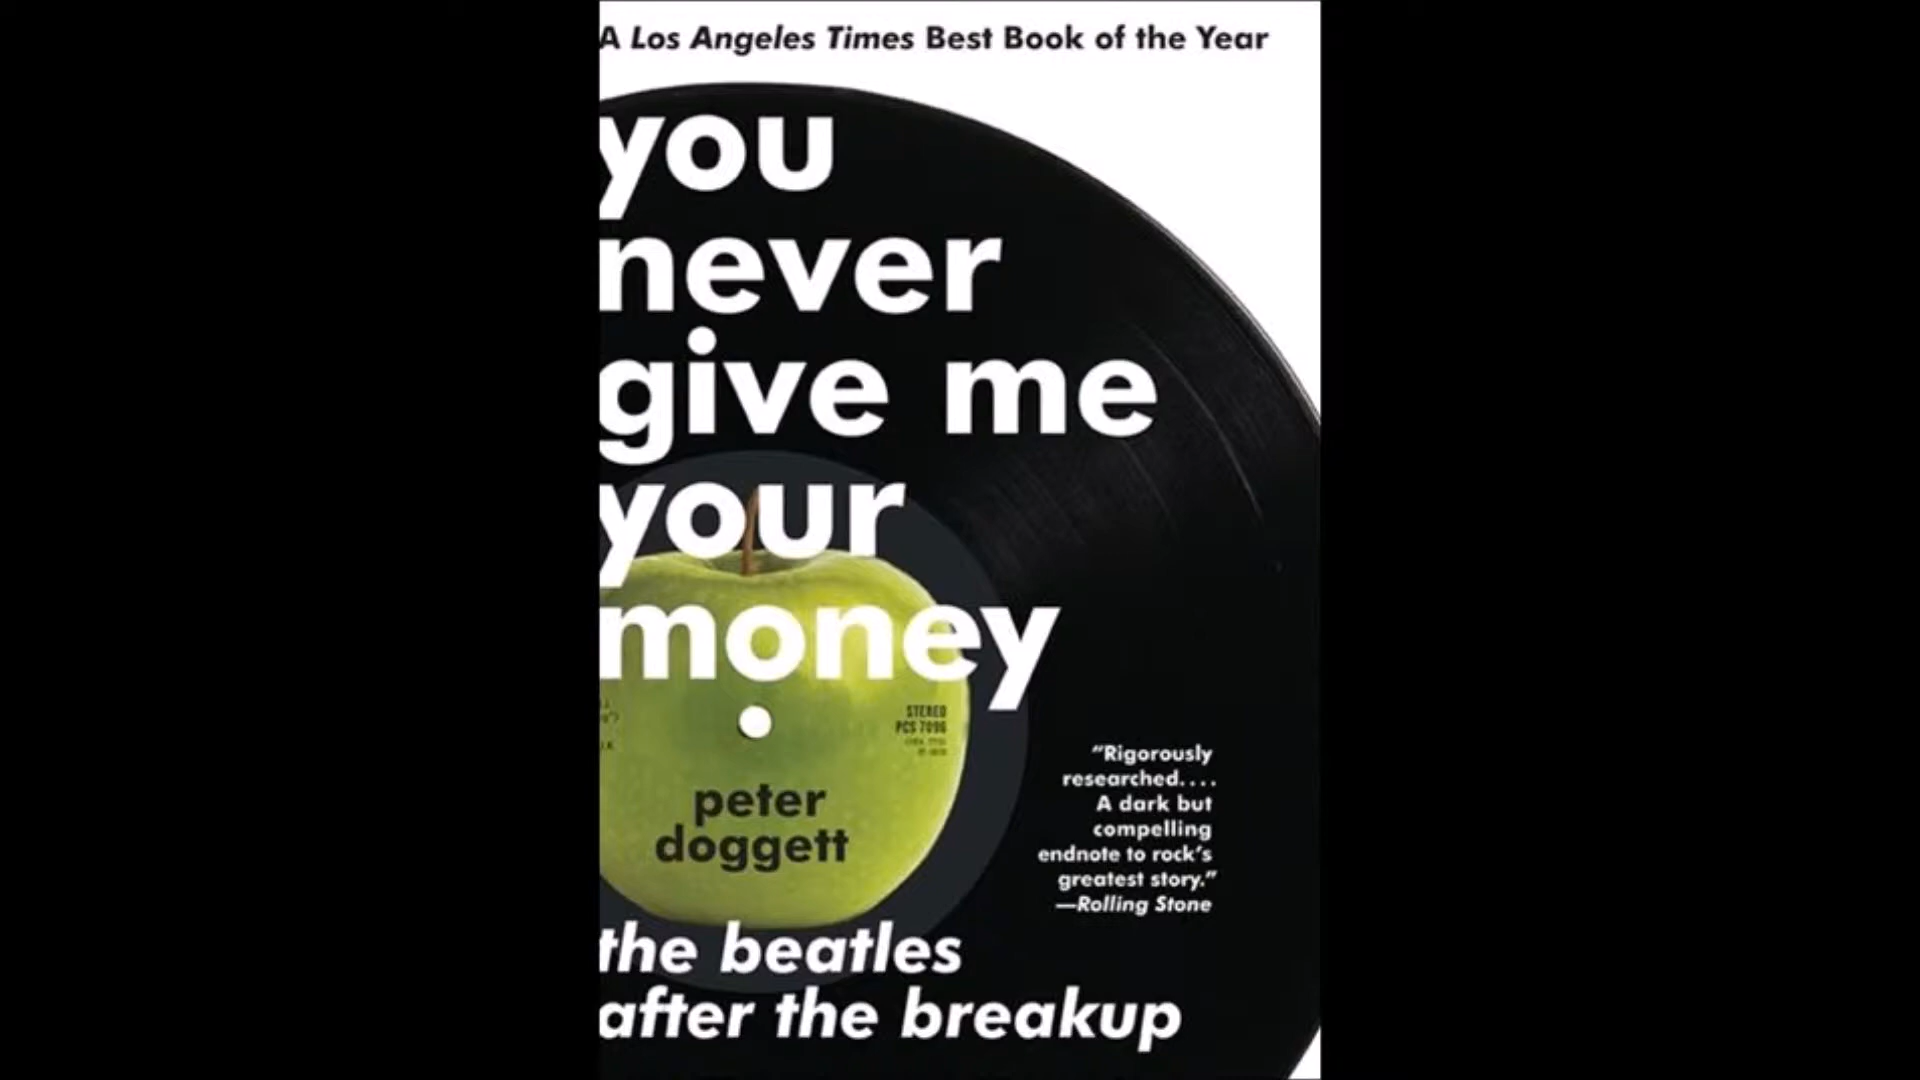 A Los Angeles Times Best Book of the Year
you
never
give me
your
money
STEREO
PCS 7096
peter
doggett
“Rigorously
researched....
A dark but
compelling
endnote to rock’s
greatest story.”
—Rolling Stone
the beatles
after the breakup